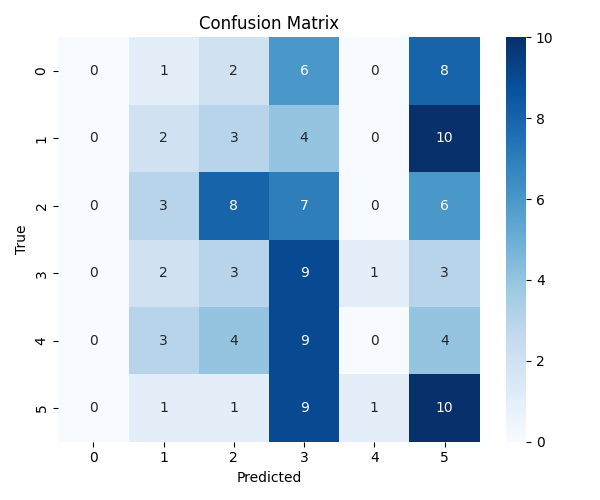 Confusion Matrix
True
0 0 1 2 6 0 8
1 0 2 3 4 0 10
2 0 3 8 7 0 6
3 0 2 3 9 1 3
4 0 3 4 9 0 4
5 0 1 1 9 1 10
0 1 2 3 4 5
Predicted
10
8
6
4
2
0